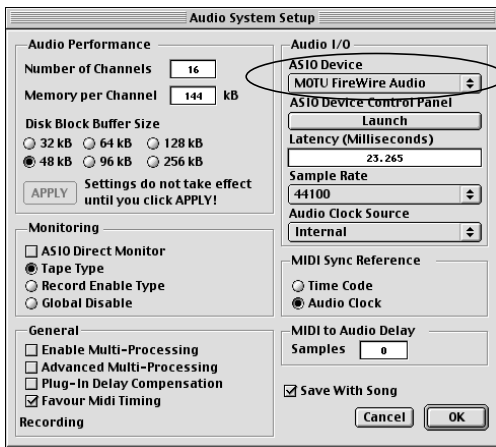 Audio System Setup
Audio Performance
Number of Channels 16
Memory per Channel 144 kB
Disk Block Buffer Size
32 kB 64 kB 128 kB
48 kB 96 kB 256 kB
APPLY Settings do not take effect
until you click APPLY!
Monitoring
ASIO Direct Monitor
Tape Type
Record Enable Type
Global Disable
General
Enable Multi-Processing
Advanced Multi-Processing
Plug-In Delay Compensation
Favour Midi Timing
Recording
Audio I/O
ASIO Device
MOTU FireWire Audio
ASIO Device Control Panel
Launch
Latency (Milliseconds)
23.265
Sample Rate
44100
Audio Clock Source
Internal
MIDI Sync Reference
Time Code
Audio Clock
MIDI to Audio Delay
Samples 0
Save With Song
Cancel OK